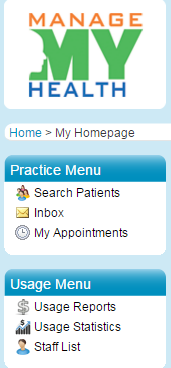 MANAGE
MY
HEALTH
Home > My Homepage
Practice Menu
Search Patients
Inbox
My Appointments
Usage Menu
Usage Reports
Usage Statistics
Staff List